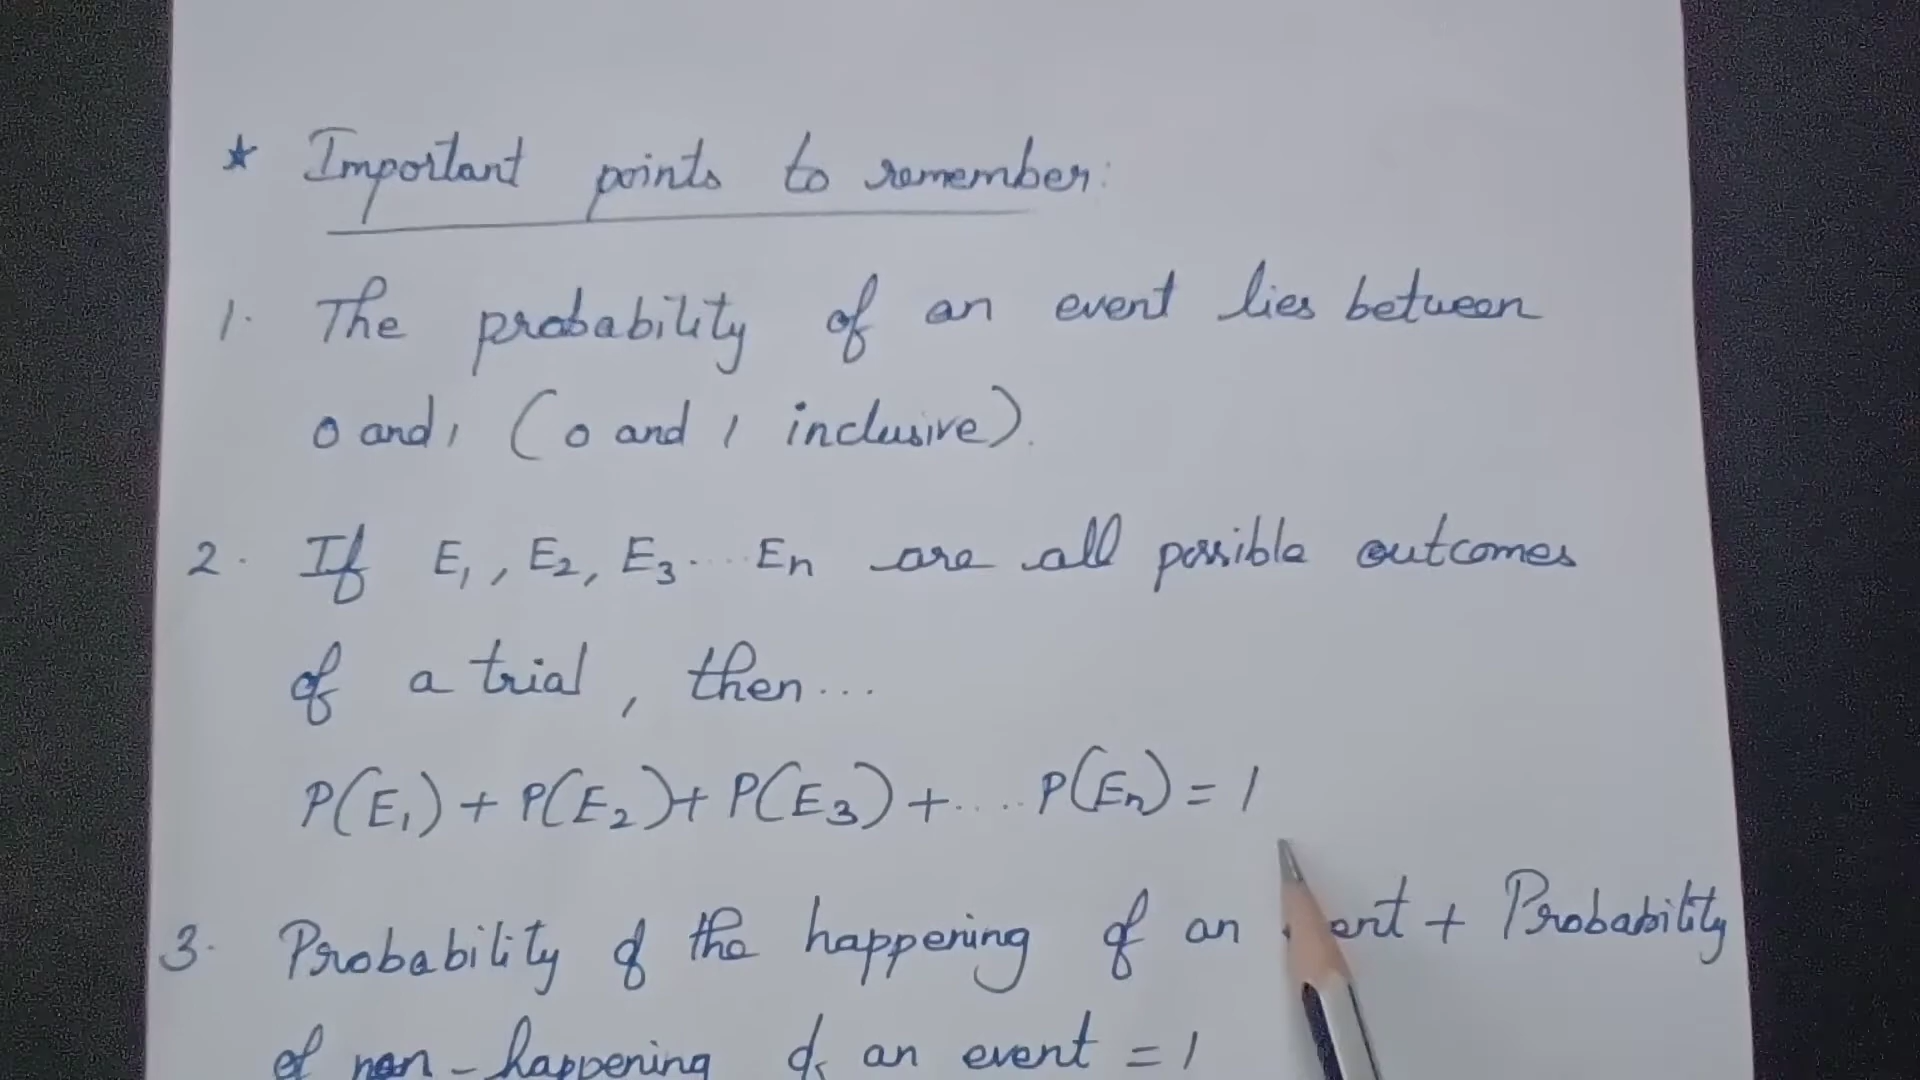 ★ Important points to remember:
1. The probability of an event lies between
0 and 1 (0 and 1 inclusive).
2. If E₁, E₂, E₃.... En are all possible outcomes
of a trial, then...
P(E₁) + P(E₂) + P(E₃) +..... P(En) = 1
3. Probability of the happening of an + Probability
of non-happening of an event = 1